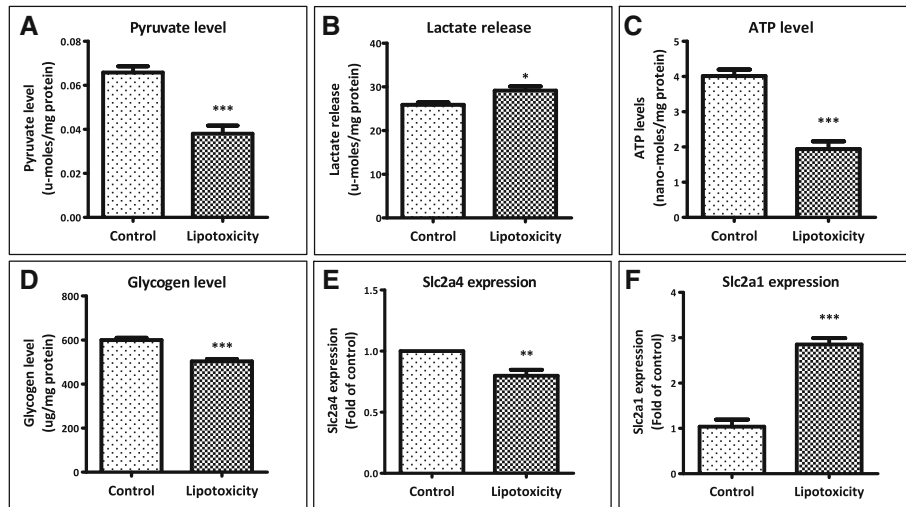 A
Pyruvate level
Pyruvate level
(u-moles/mg protein)
0.08
0.06
0.04
0.02
0.00
***
Control Lipotoxicity
B
Lactate release
Lactate release
(u-moles/mg protein)
40
30
20
10
0
*
Control Lipotoxicity
C
ATP level
ATP levels
(nano-moles/mg protein)
5
4
3
2
1
0
***
Control Lipotoxicity
D
Glycogen level
Glycogen level
(ug/mg protein)
800
600
400
200
0
***
Control Lipotoxicity
E
Slc2a4 expression
Slc2a4 expression
(Fold of control)
1.5
1.0
0.5
0.0
**
Control Lipotoxicity
F
Slc2a1 expression
Slc2a1 expression
(Fold of control)
4
3
2
1
0
***
Control Lipotoxicity